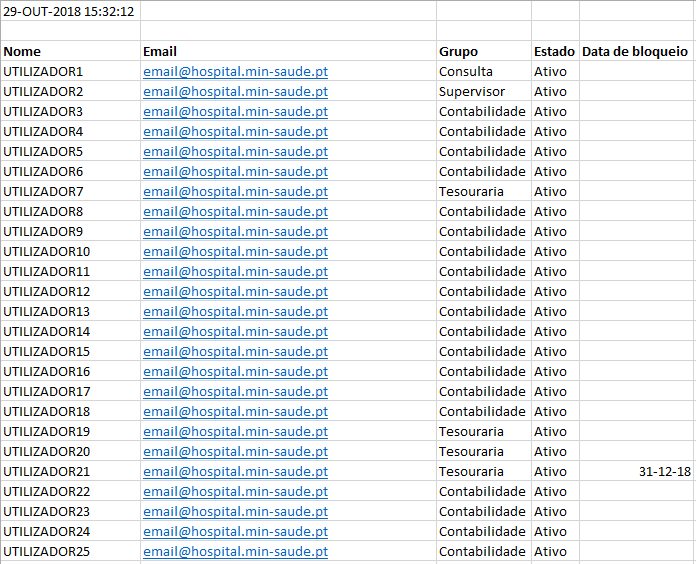 29-OUT-2018 15:32:12
Nome Email Grupo Estado Data de bloqueio
UTILIZADOR1 email@hospital.min-saude.pt Consulta Ativo
UTILIZADOR2 email@hospital.min-saude.pt Supervisor Ativo
UTILIZADOR3 email@hospital.min-saude.pt Contabilidade Ativo
UTILIZADOR4 email@hospital.min-saude.pt Contabilidade Ativo
UTILIZADOR5 email@hospital.min-saude.pt Contabilidade Ativo
UTILIZADOR6 email@hospital.min-saude.pt Contabilidade Ativo
UTILIZADOR7 email@hospital.min-saude.pt Tesouraria Ativo
UTILIZADOR8 email@hospital.min-saude.pt Contabilidade Ativo
UTILIZADOR9 email@hospital.min-saude.pt Contabilidade Ativo
UTILIZADOR10 email@hospital.min-saude.pt Contabilidade Ativo
UTILIZADOR11 email@hospital.min-saude.pt Contabilidade Ativo
UTILIZADOR12 email@hospital.min-saude.pt Contabilidade Ativo
UTILIZADOR13 email@hospital.min-saude.pt Contabilidade Ativo
UTILIZADOR14 email@hospital.min-saude.pt Contabilidade Ativo
UTILIZADOR15 email@hospital.min-saude.pt Contabilidade Ativo
UTILIZADOR16 email@hospital.min-saude.pt Contabilidade Ativo
UTILIZADOR17 email@hospital.min-saude.pt Contabilidade Ativo
UTILIZADOR18 email@hospital.min-saude.pt Contabilidade Ativo
UTILIZADOR19 email@hospital.min-saude.pt Tesouraria Ativo
UTILIZADOR20 email@hospital.min-saude.pt Tesouraria Ativo
UTILIZADOR21 email@hospital.min-saude.pt Tesouraria Ativo 31-12-18
UTILIZADOR22 email@hospital.min-saude.pt Contabilidade Ativo
UTILIZADOR23 email@hospital.min-saude.pt Contabilidade Ativo
UTILIZADOR24 email@hospital.min-saude.pt Contabilidade Ativo
UTILIZADOR25 email@hospital.min-saude.pt Contabilidade Ativo